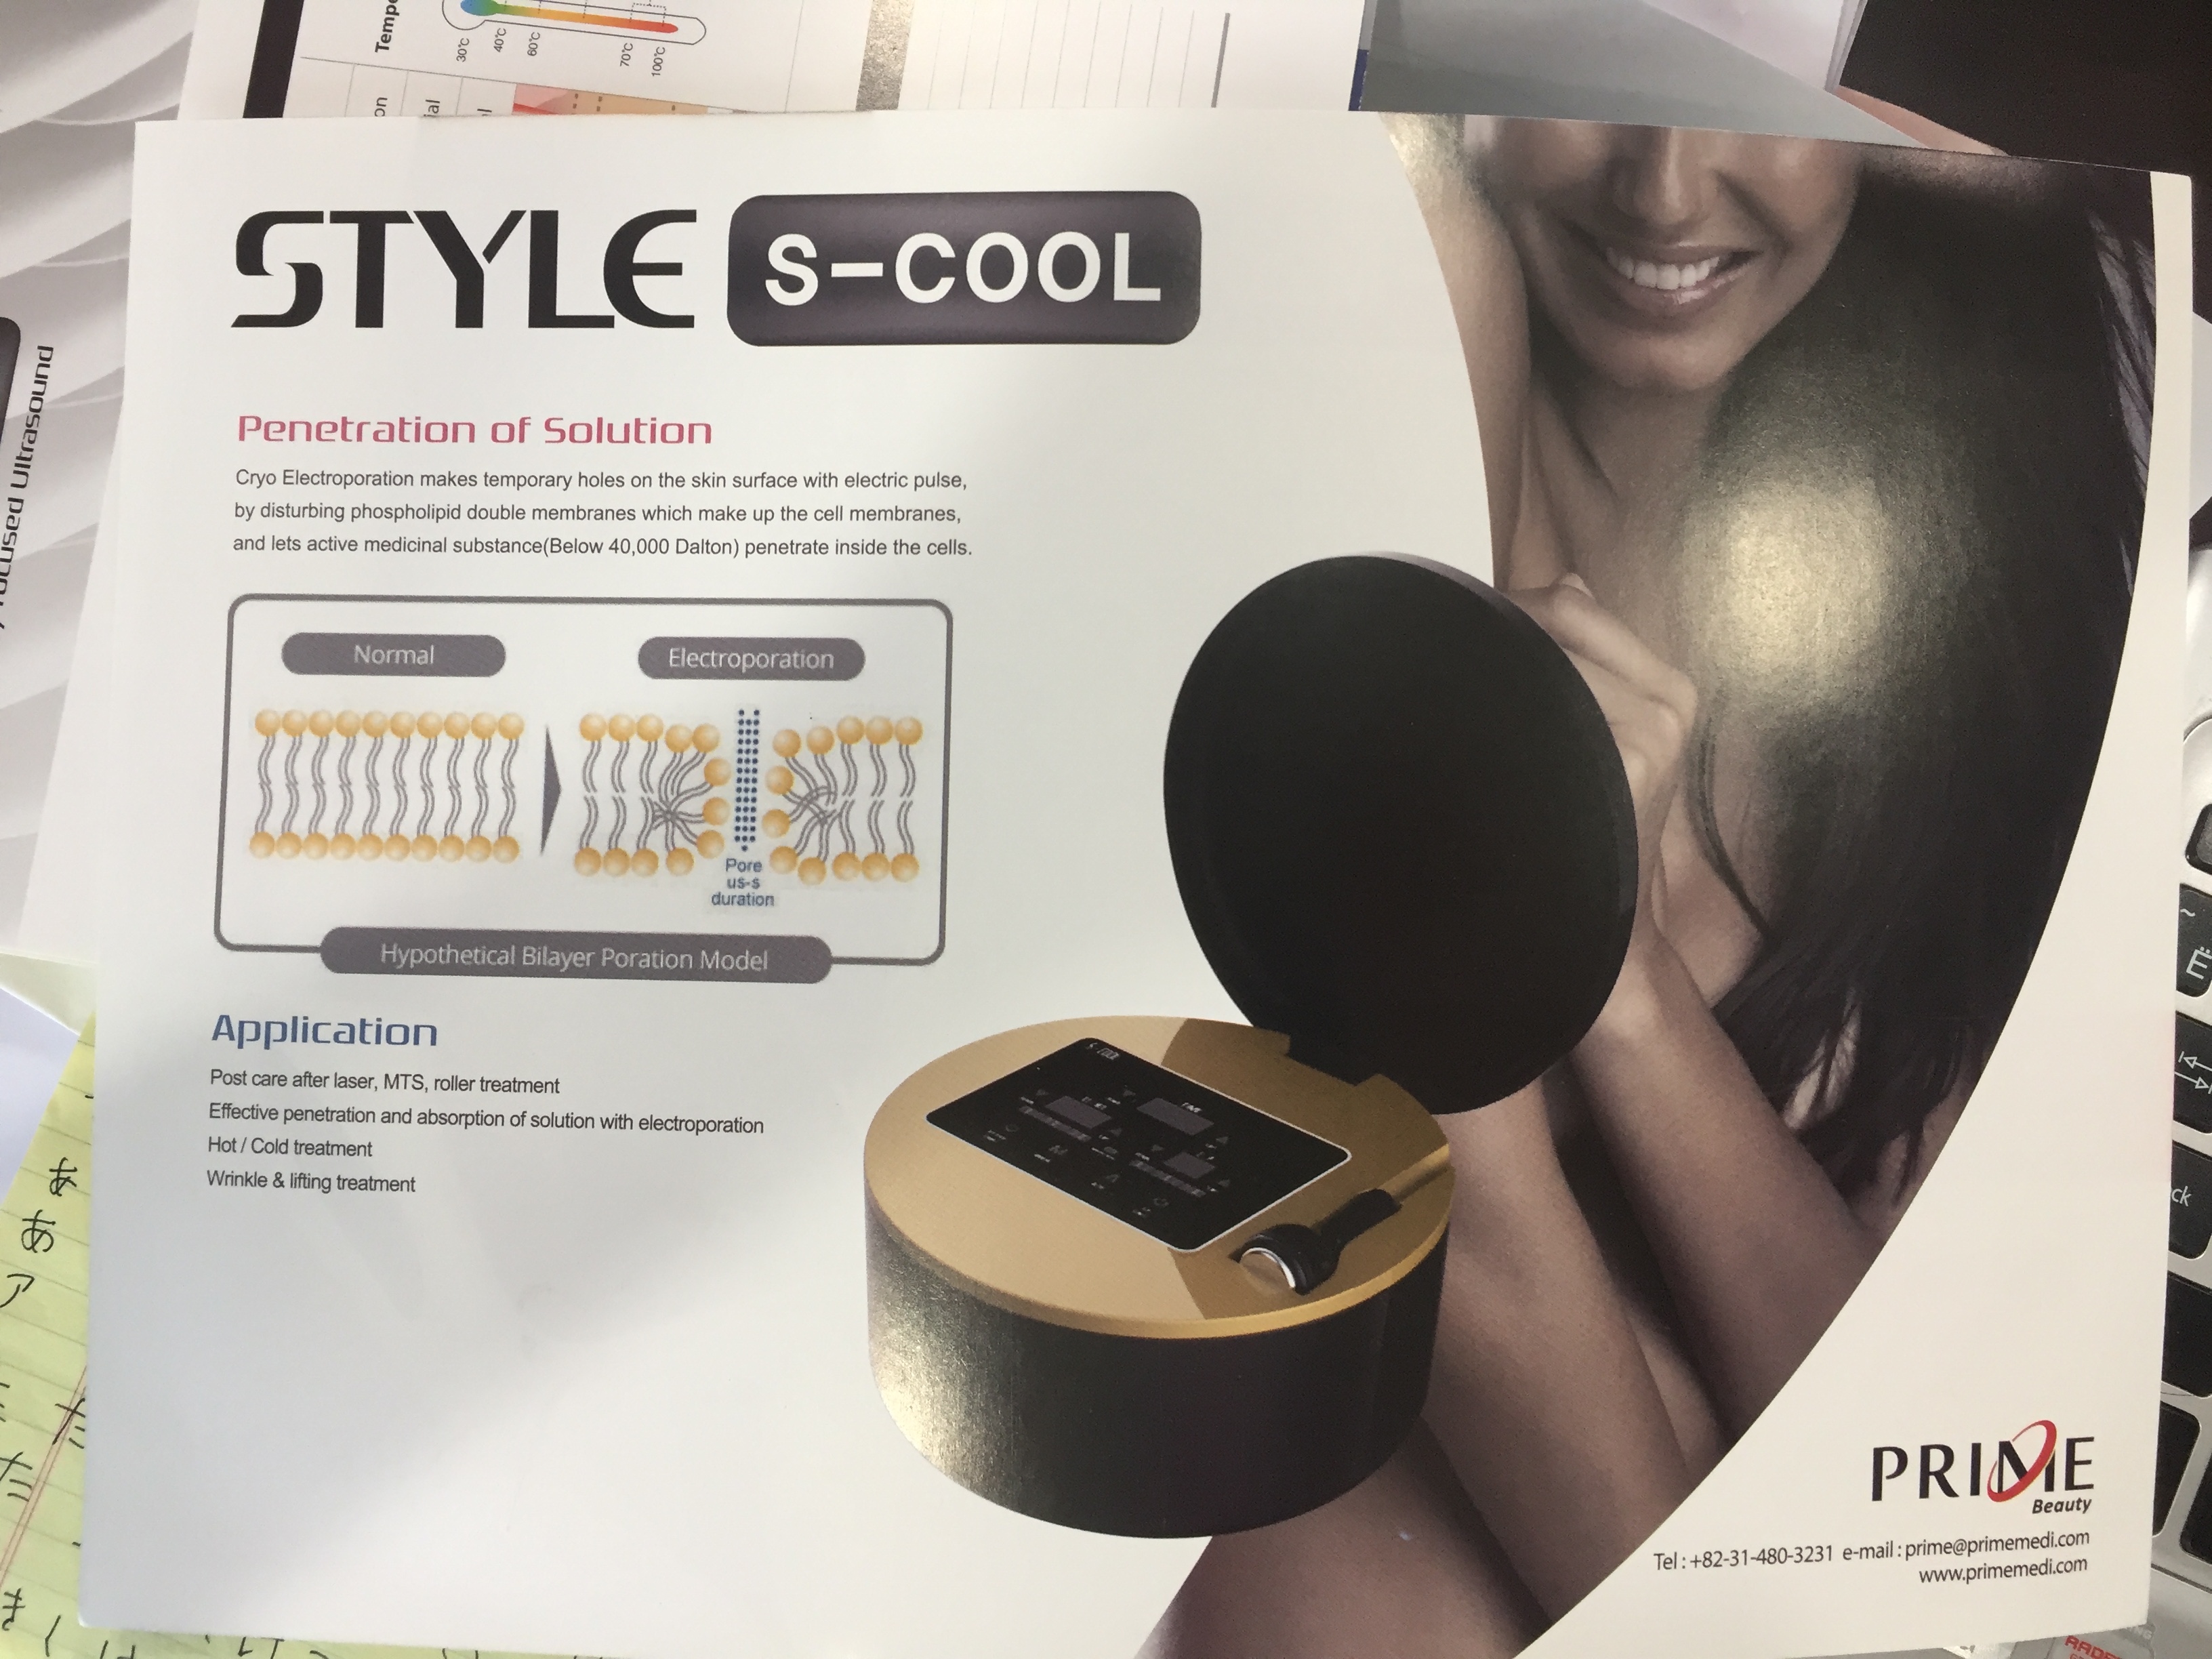 Temp
30℃
40℃
60℃
70℃
100℃
Focused Ultrasound
STYLE S-COOL
Penetration of Solution
Cryo Electroporation makes temporary holes on the skin surface with electric pulse,
by disturbing phospholipid double membranes which make up the cell membranes,
and lets active medicinal substance(Below 40,000 Dalton) penetrate inside the cells.
Normal
Electroporation
Pore
us-s
duration
Hypothetical Bilayer Poration Model
Application
Post care after laser, MTS, roller treatment
Effective penetration and absorption of solution with electroporation
Hot / Cold treatment
Wrinkle & lifting treatment
S-COOL
TIME
PRIME
Beauty
Tel : +82-31-480-3231 e-mail : prime@primemedi.com
www.primemedi.com
あ
ア
ck